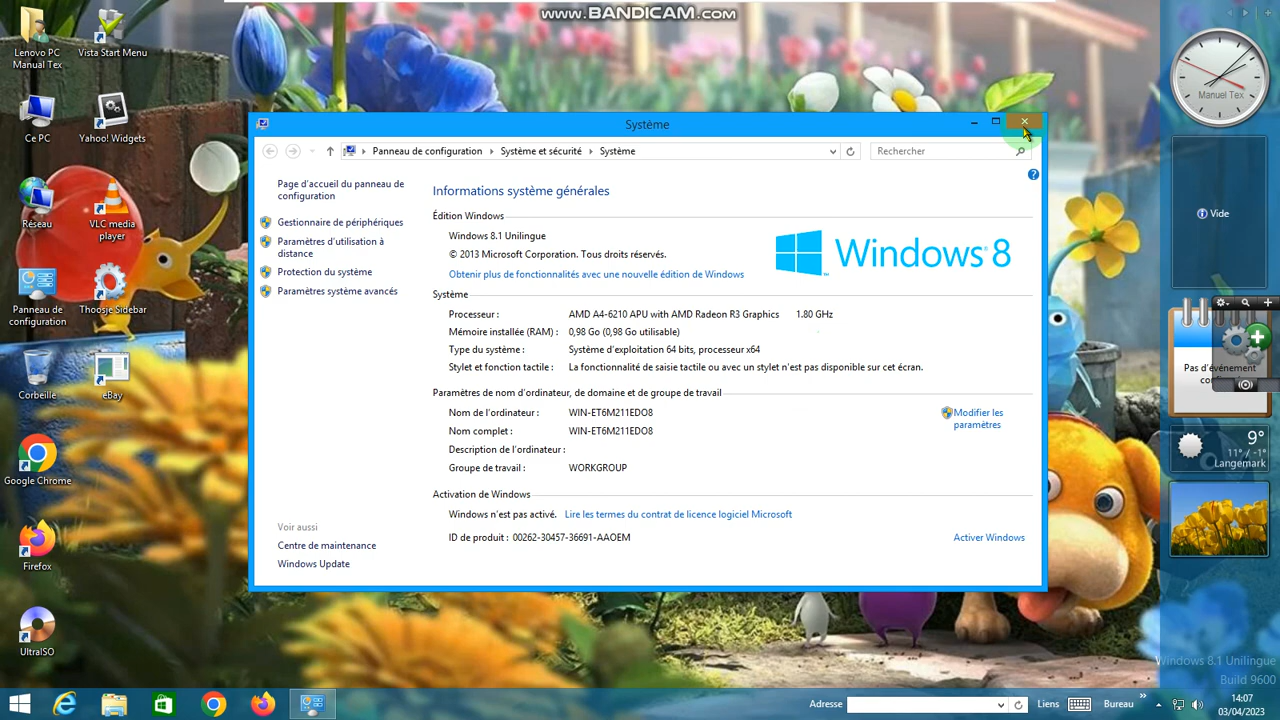 www.BANDICAM.com
Lenovo PC
Manual Tex
Vista Start Menu
Ce PC
Yahoo! Widgets
Réseau
VLC media
player
Panneau de
configuration
Thoosje Sidebar
Corbeille
eBay
Google Chrome
Firefox
UltraISO
Système
Panneau de configuration
Système et sécurité
Système
Rechercher
Page d'accueil du panneau de
configuration
Gestionnaire de périphériques
Paramètres d'utilisation à
distance
Protection du système
Paramètres système avancés
Voir aussi
Centre de maintenance
Windows Update
Informations système générales
Édition Windows
Windows 8.1 Unilingue
© 2013 Microsoft Corporation. Tous droits réservés.
Obtenir plus de fonctionnalités avec une nouvelle édition de Windows
Windows 8
Système
Processeur : AMD A4-6210 APU with AMD Radeon R3 Graphics 1.80 GHz
Mémoire installée (RAM) : 0,98 Go (0,98 Go utilisable)
Type du système : Système d'exploitation 64 bits, processeur x64
Stylet et fonction tactile : La fonctionnalité de saisie tactile ou avec un stylet n'est pas disponible sur cet écran.
Paramètres de nom d'ordinateur, de domaine et de groupe de travail
Nom de l'ordinateur : WIN-ET6M211EDO8
Modifier les
paramètres
Nom complet : WIN-ET6M211EDO8
Description de l'ordinateur :
Groupe de travail : WORKGROUP
Activation de Windows
Windows n'est pas activé. Lire les termes du contrat de licence logiciel Microsoft
ID de produit : 00262-30457-36691-AAOEM
Activer Windows
Manuel Tex
Vide
Pas d'événement
9°
11° / -1°
Langemark
Windows 8.1 Unilingue
Build 9600
Adresse
Liens
Bureau
14:07
03/04/2023